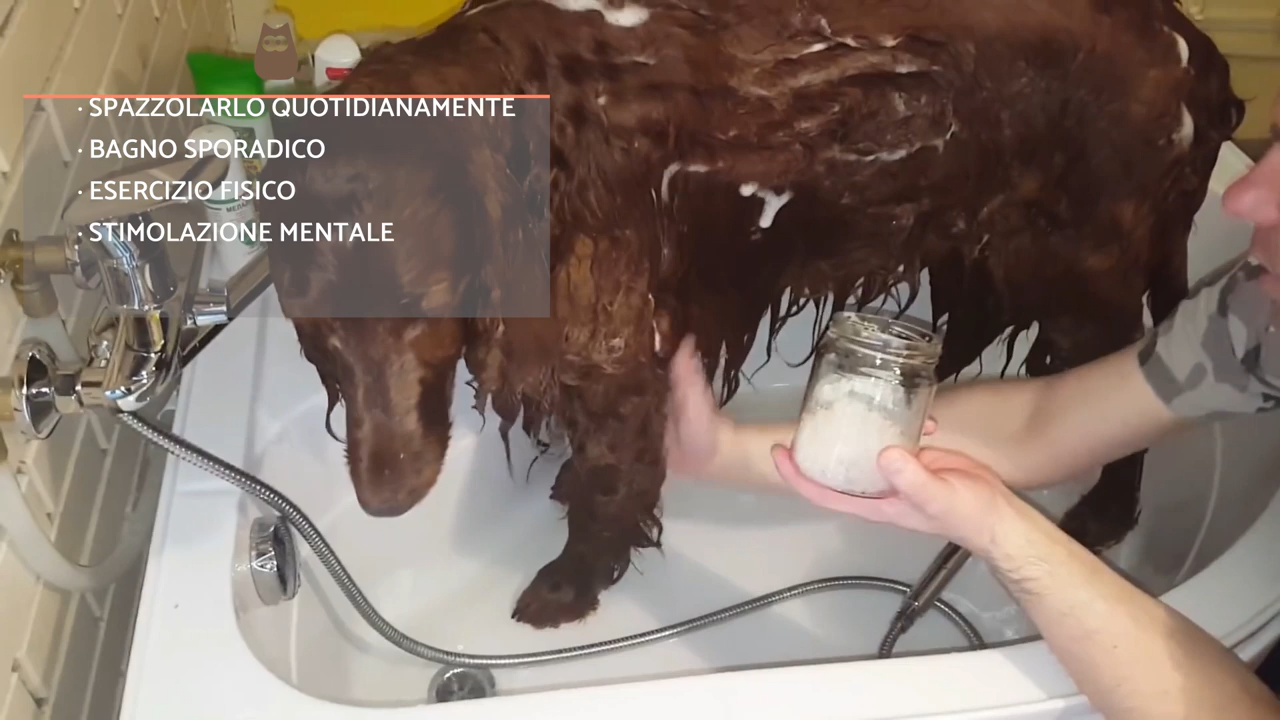 · SPAZZOLARLO QUOTIDIANAMENTE
· BAGNO SPORADICO
· ESERCIZIO FISICO
· STIMOLAZIONE MENTALE